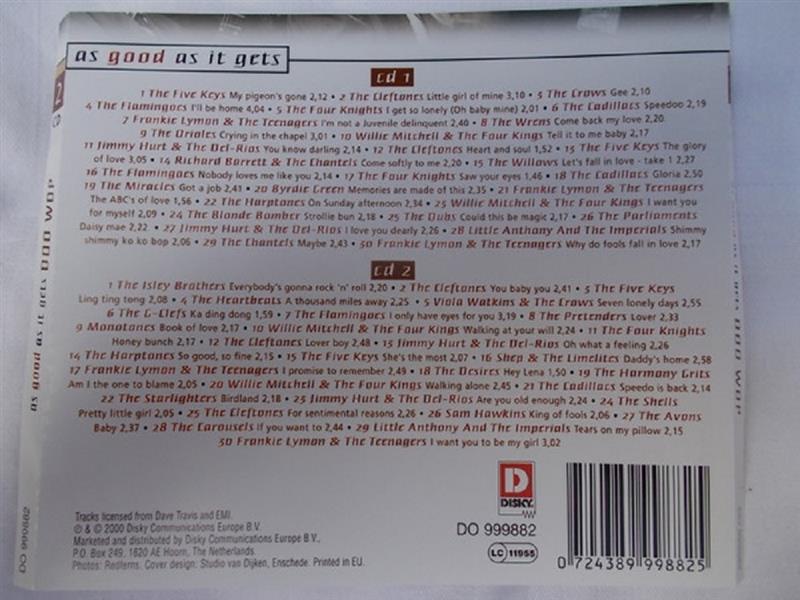 as good as it gets
cd 1
1 The Five Keys My pigeon's gone 2,12 • 2 The Cleftones Little girl of mine 3,10 • 3 The Crows Gee 2,10
4 The Flamingoes I'll be home 4,04 • 5 The Four Knights I get so lonely (Oh baby mine) 2,01 • 6 The Cadillacs Speedoo 2,19
7 Frankie Lymon & The Teenagers I'm not a Juvenile delinquent 2,40 • 8 The Wrens Come back my love 2,20
9 The Orioles Crying in the chapel 3,01 • 10 Willie Mitchell & The Four Kings Tell it to me baby 2,17
11 Jimmy Hurt & The Del-Rios You know darling 2,14 • 12 The Cleftones Heart and soul 1,52 • 13 The Five Keys The glory
of love 3,05 • 14 Richard Barrett & The Chantels Come softly to me 2,20 • 15 The Willows Let's fall in love - take 1 2,27
16 The Flamingoes Nobody loves me like you 2,14 • 17 The Four Knights Saw your eyes 1,46 • 18 The Cadillacs Gloria 2,50
19 The Miracles Got a job 2,41 • 20 Byrdie Green Memories are made of this 2,35 • 21 Frankie Lymon & The Teenagers
The ABC's of love 1,56 • 22 The Harptones On Sunday afternoon 2,34 • 23 Willie Mitchell & The Four Kings I want you
for myself 2,09 • 24 The Blonde Bomber Strollie bun 2,18 • 25 The Dubs Could this be magic 2,17 • 26 The Parliaments
Daisy mae 2,22 • 27 Jimmy Hurt & The Del-Rios I love you dearly 2,26 • 28 Little Anthony And The Imperials Shimmy
shimmy ko ko bop 2,06 • 29 The Chantels Maybe 2,43 • 30 Frankie Lymon & The Teenagers Why do fools fall in love 2,17
cd 2
1 The Isley Brothers Everybody's gonna rock 'n' roll 2,20 • 2 The Cleftones You baby you 2,41 • 3 The Five Keys
Ling ting tong 2,08 • 4 The Heartbeats A thousand miles away 2,25 • 5 Viola Watkins & The Crows Seven lonely days 2,55
6 The G-Clefs Ka ding dong 1,59 • 7 The Flamingoes I only have eyes for you 3,19 • 8 The Pretenders Lover 2,33
9 Monotones Book of love 2,17 • 10 Willie Mitchell & The Four Kings Walking at your will 2,24 • 11 The Four Knights
Honey bunch 2,17 • 12 The Cleftones Lover boy 2,48 • 13 Jimmy Hurt & The Del-Rios Oh what a feeling 2,26
14 The Harptones So good, so fine 2,15 • 15 The Five Keys She's the most 2,07 • 16 Shep & The Limelites Daddy's home 2,58
17 Frankie Lymon & The Teenagers I promise to remember 2,49 • 18 The Desires Hey Lena 1,50 • 19 The Harmony Grits
Am I the one to blame 2,05 • 20 Willie Mitchell & The Four Kings Walking alone 2,45 • 21 The Cadillacs Speedo is back 2,14
22 The Starlighters Birdland 2,18 • 23 Jimmy Hurt & The Del-Rios Are you old enough 2,24 • 24 The Shells
Pretty little girl 2,05 • 25 The Cleftones For sentimental reasons 2,26 • 26 Sam Hawkins King of fools 2,06 • 27 The Avons
Baby 2,37 • 28 The Carousels If you want to 2,44 • 29 Little Anthony And The Imperials Tears on my pillow 2,15
30 Frankie Lymon & The Teenagers I want you to be my girl 3,02
Tracks licensed from Dave Travis and EMI.
℗ & © 2000 Disky Communications Europe B.V.
Marketed and distributed by Disky Communications Europe B.V.,
P.O. Box 249, 1620 AE Hoorn, The Netherlands.
Photos: Redferns. Cover design: Studio van Dijken, Enschede. Printed in EU.
D
DISKY
DO 999882
LC 11955
0 724389 998825
2 CD
as good as it gets DOO WOP
DO 999882